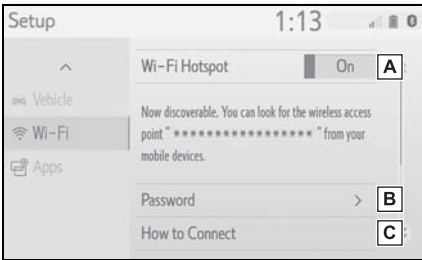 Setup
1:13
Wi-Fi Hotspot
On
A
Vehicle
Wi-Fi
Apps
Now discoverable. You can look for the wireless access
point " ***************** " from your
mobile devices.
Password
>
B
How to Connect
C